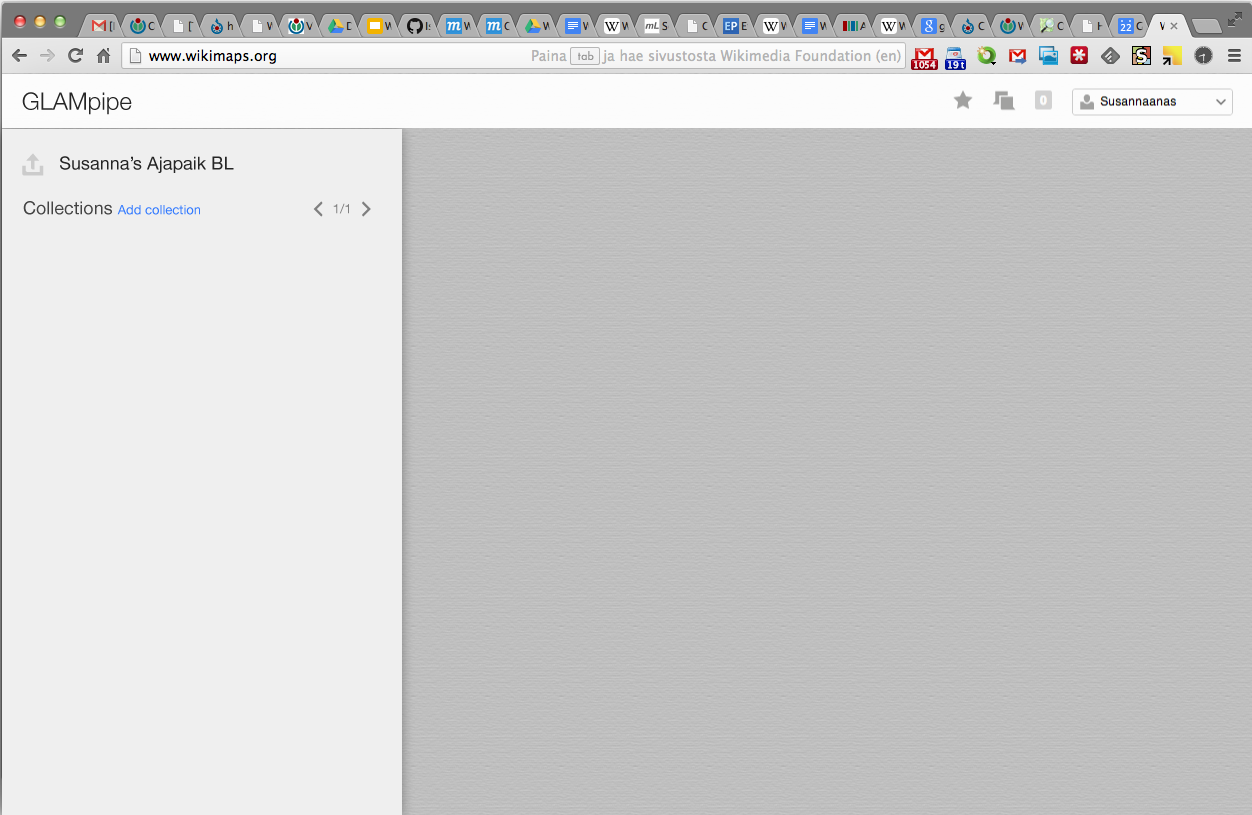 www.wikimaps.org Paina tab ja hae sivustosta Wikimedia Foundation (en) 1054 19 t
GLAMpipe 0 Susannaanas
Susanna’s Ajapaik BL
Collections Add collection 1/1